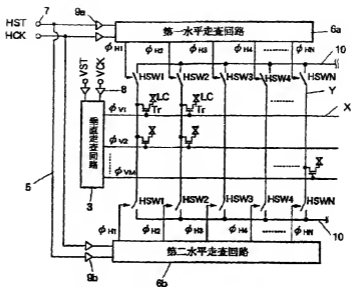 7
9a
6a
HST
第一水平走查回路
HCK
ΦH1 ΦH2 ΦH3 ΦH4 ........ ΦHN
10
VST VCK
HSW1 HSW2 HSW3 HSW4 HSWN
Y
8
LC LC
X
ΦV1
Tr Tr
垂直走查回路
ΦV2
ΦVM
3
HSW1 HSW2 HSW3 HSW4 HSWN
5
10
ΦH1 ΦH2 ΦH3 ΦH4 ........ ΦHN
第二水平走查回路
9b
6b